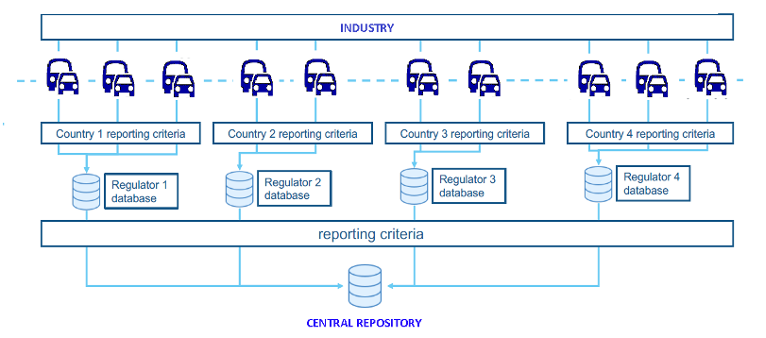 INDUSTRY
Country 1 reporting criteria
Country 2 reporting criteria
Country 3 reporting criteria
Country 4 reporting criteria
Regulator 1
database
Regulator 2
database
Regulator 3
database
Regulator 4
database
reporting criteria
CENTRAL REPOSITORY